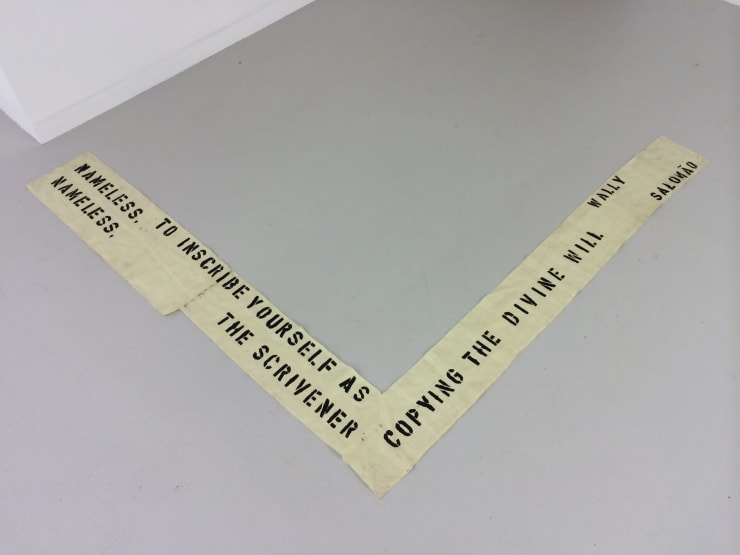 NAMELESS, TO INSCRIBE YOURSELF AS
NAMELESS, THE SCRIVENER
COPYING THE DIVINE WILL WALLY
SALOMÃO